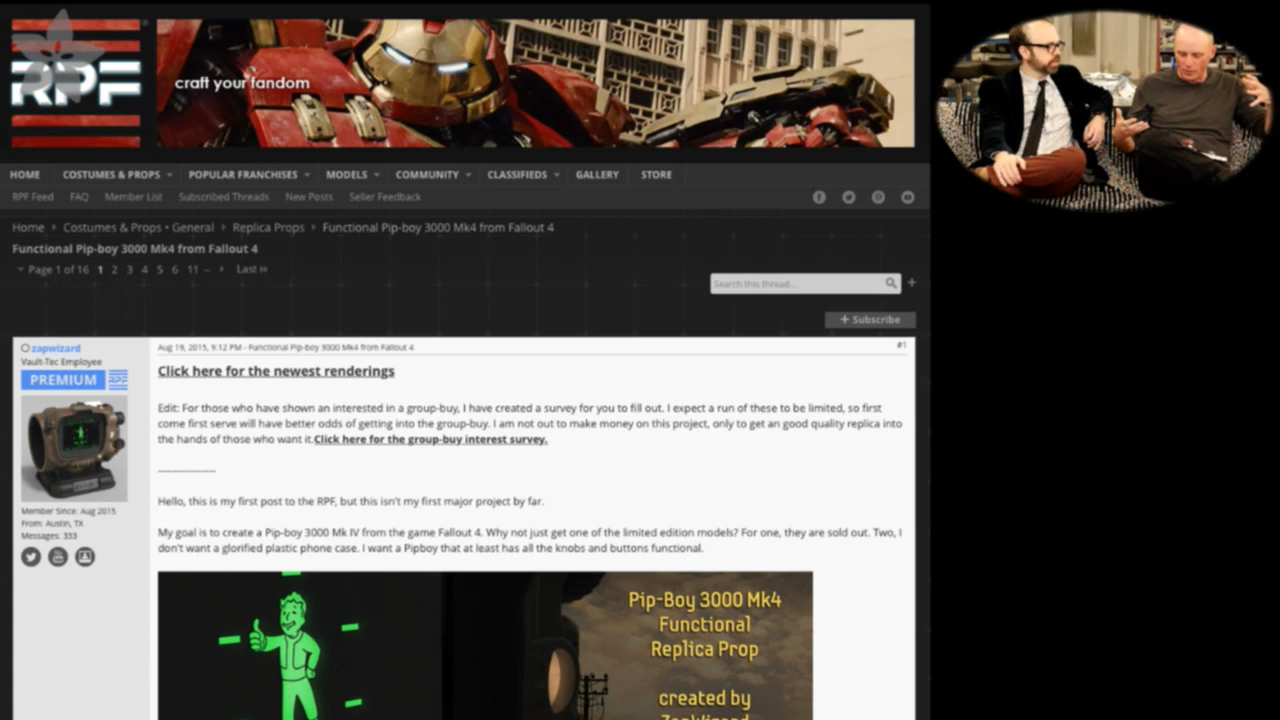 RPF
craft your fandom
HOME COSTUMES & PROPS POPULAR FRANCHISES MODELS COMMUNITY CLASSIFIEDS GALLERY STORE
RPF Feed FAQ Member List Subscribed Threads New Posts Seller Feedback
Home › Costumes & Props • General › Replica Props › Functional Pip-boy 3000 Mk4 from Fallout 4
Functional Pip-boy 3000 Mk4 from Fallout 4
Page 1 of 16 1 2 3 4 5 6 11 ... › Last
Search this thread...
+ Subscribe
zapwizard
Vault-Tec Employee
PREMIUM RPF
Member Since: Aug 2015
From: Austin, TX
Messages: 333
Aug 19, 2015, 9:12 PM - Functional Pip-boy 3000 Mk4 from Fallout 4 #1
Click here for the newest renderings
Edit: For those who have shown an interested in a group-buy, I have created a survey for you to fill out. I expect a run of these to be limited, so first
come first serve will have better odds of getting into the group-buy. I am not out to make money on this project, only to get an good quality replica into
the hands of those who want it.Click here for the group-buy interest survey.
------------------
Hello, this is my first post to the RPF, but this isn't my first major project by far.
My goal is to create a Pip-boy 3000 Mk IV from the game Fallout 4. Why not just get one of the limited edition models? For one, they are sold out. Two, I
don't want a glorified plastic phone case. I want a Pipboy that at least has all the knobs and buttons functional.
Pip-Boy 3000 Mk4
Functional
Replica Prop
created by